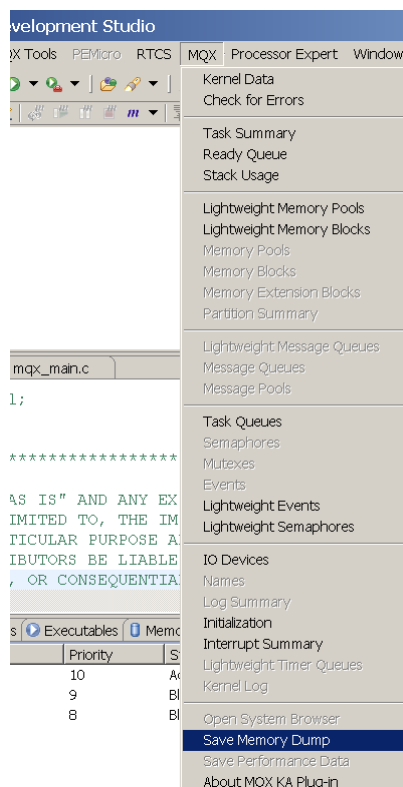 evelopment Studio
X Tools PEMicro RTCS MQX Processor Expert Window
Kernel Data
Check for Errors
Task Summary
Ready Queue
Stack Usage
Lightweight Memory Pools
Lightweight Memory Blocks
Memory Pools
Memory Blocks
Memory Extension Blocks
Partition Summary
Lightweight Message Queues
Message Queues
Message Pools
Task Queues
Semaphores
Mutexes
Events
Lightweight Events
Lightweight Semaphores
IO Devices
Names
Log Summary
Initialization
Interrupt Summary
Lightweight Timer Queues
Kernel Log
Open System Browser
Save Memory Dump
Save Performance Data
About MQX KA Plug-in
m
mqx_main.c
l;
*****************
AS IS" AND ANY EX
IMITED TO, THE IM
TICULAR PURPOSE A
IBUTORS BE LIABLE
, OR CONSEQUENTIA
s Executables Memo
Priority S
10 A
9 Bl
8 Bl